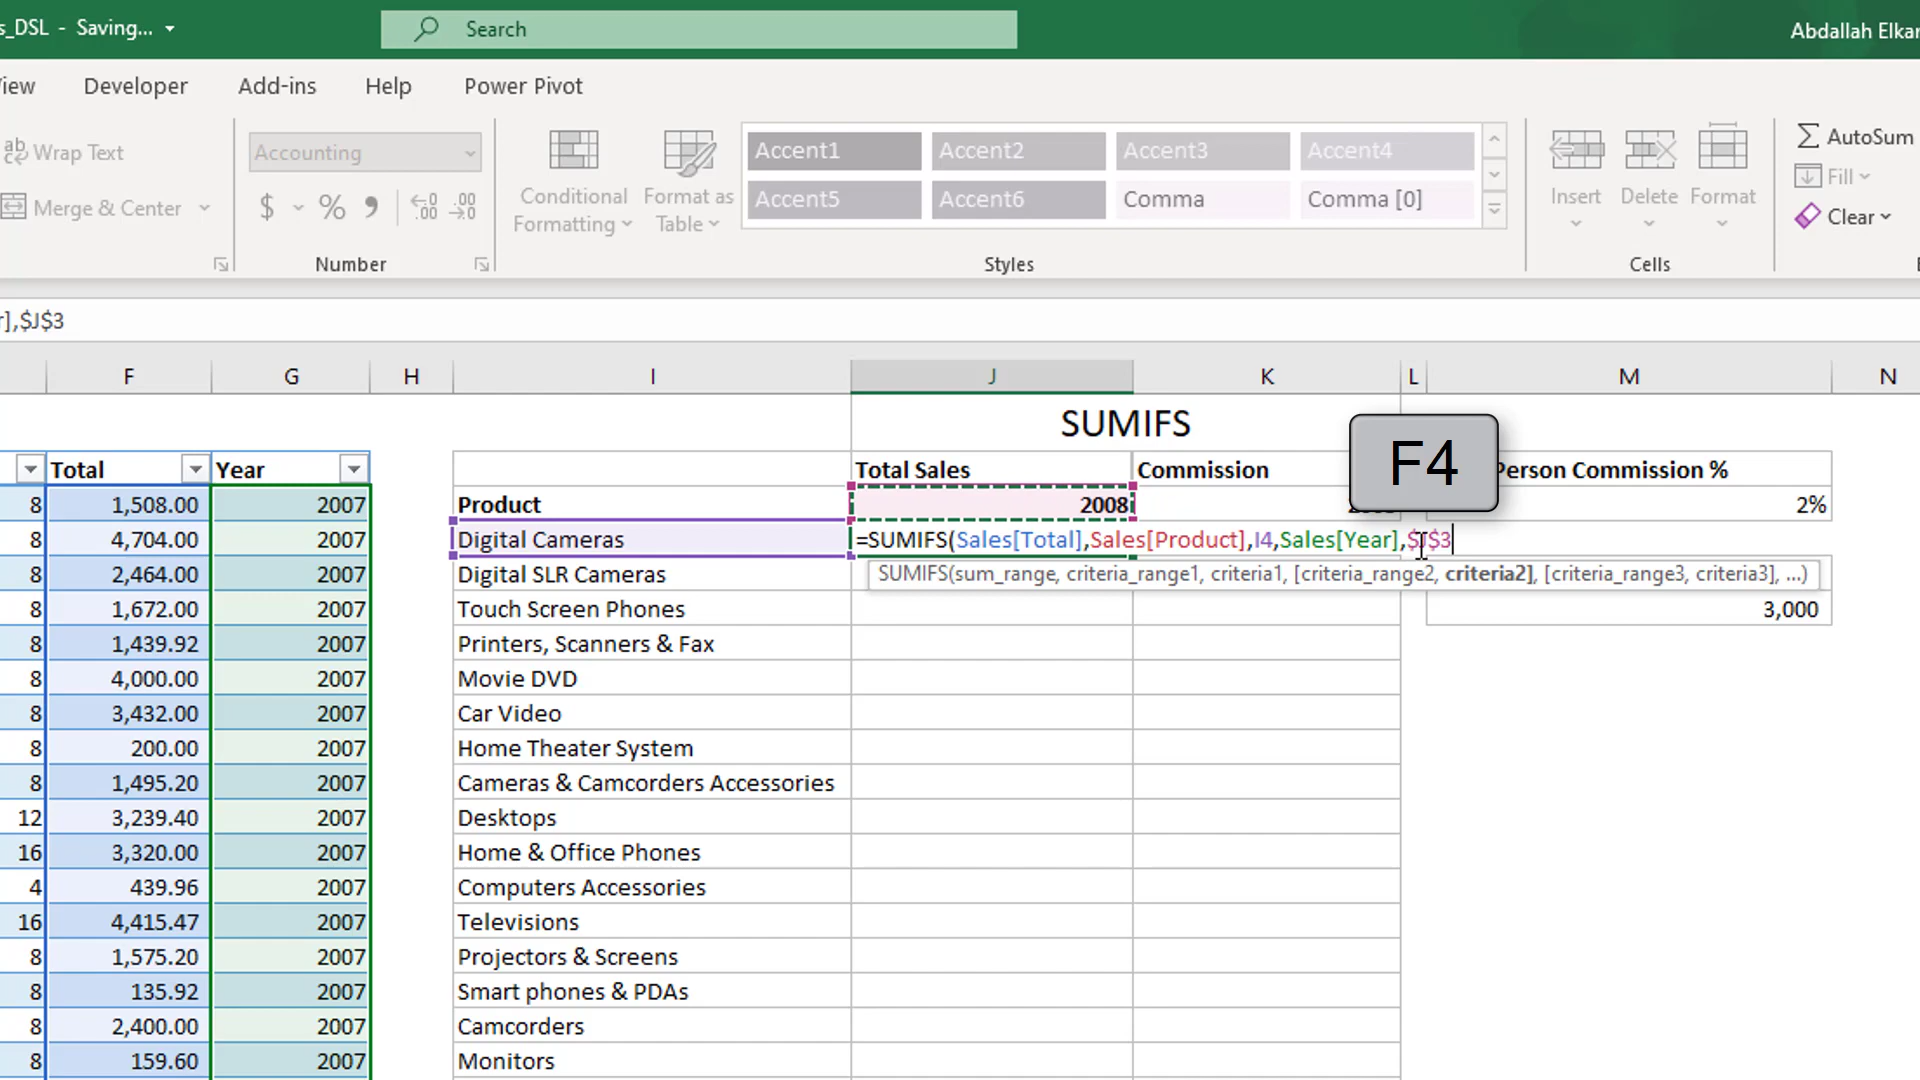 s_DSL - Saving...
Search
Abdallah Elkar
iew Developer Add-ins Help Power Pivot
Wrap Text
Accounting
Accent1 Accent2 Accent3 Accent4
AutoSum
Merge & Center
$ % , .00
Conditional Formatting
Format as Table
Accent5 Accent6 Comma Comma [0]
Insert Delete Format
Fill
Clear
Number Styles Cells
r],$J$3
F G H I J K L M N
SUMIFS
F4
Total Year Total Sales Commission Person Commission %
8 1,508.00 2007 Product 2008 2%
8 4,704.00 2007 Digital Cameras =SUMIFS(Sales[Total],Sales[Product],I4,Sales[Year],$J$3
8 2,464.00 2007 Digital SLR Cameras SUMIFS(sum_range, criteria_range1, criteria1, [criteria_range2, criteria2], [criteria_range3, criteria3], ...)
8 1,672.00 2007 Touch Screen Phones 3,000
8 1,439.92 2007 Printers, Scanners & Fax
8 4,000.00 2007 Movie DVD
8 3,432.00 2007 Car Video
8 200.00 2007 Home Theater System
8 1,495.20 2007 Cameras & Camcorders Accessories
12 3,239.40 2007 Desktops
16 3,320.00 2007 Home & Office Phones
4 439.96 2007 Computers Accessories
16 4,415.47 2007 Televisions
8 1,575.20 2007 Projectors & Screens
8 135.92 2007 Smart phones & PDAs
8 2,400.00 2007 Camcorders
8 159.60 2007 Monitors